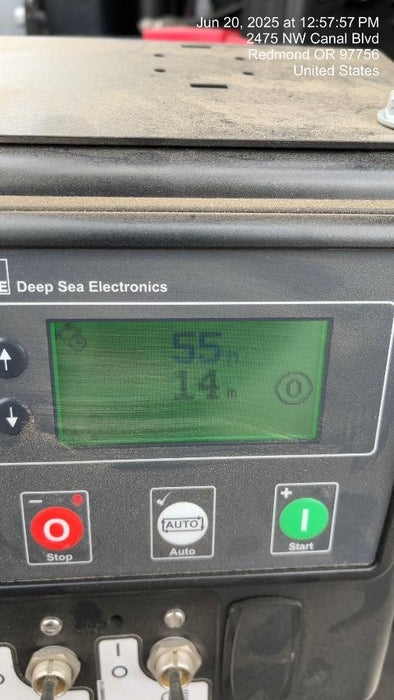 Jun 20, 2025 at 12:57:57 PM
2475 NW Canal Blvd
Redmond OR 97756
United States
E Deep Sea Electronics
55 h
14 m
0
O
AUTO
I
Stop
Auto
Start
I
O